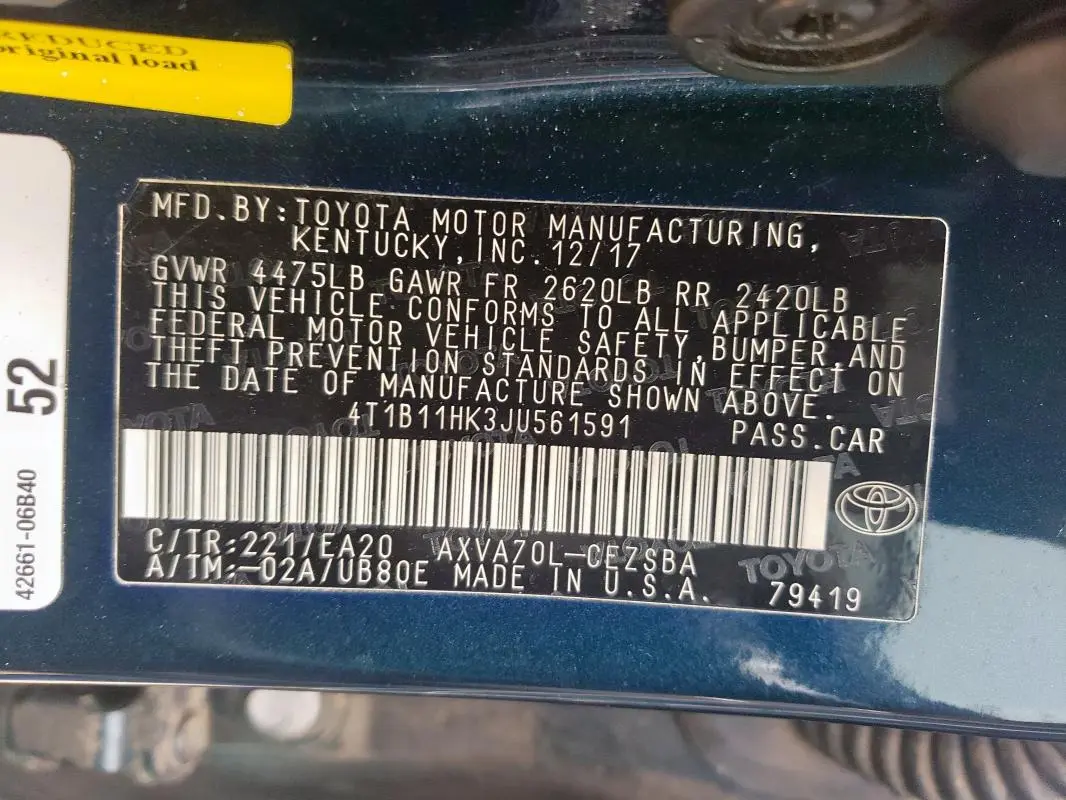 REDUCED
original load
MFD.BY:TOYOTA MOTOR MANUFACTURING,
KENTUCKY,INC.12/17
GVWR 4475LB GAWR FR 2620LB RR 2420LB
THIS VEHICLE CONFORMS TO ALL APPLICABLE
FEDERAL MOTOR VEHICLE SAFETY,BUMPER,AND
THEFT PREVENTION STANDARDS IN EFFECT ON
THE DATE OF MANUFACTURE SHOWN ABOVE.
4T1B11HK3JU561591
PASS.CAR
C/TR:221/EA20 AXVA70L-CEZSBA
A/TM:-02A/UB80E MADE IN U.S.A. 79419
TOYOTA
52
42661-06B40